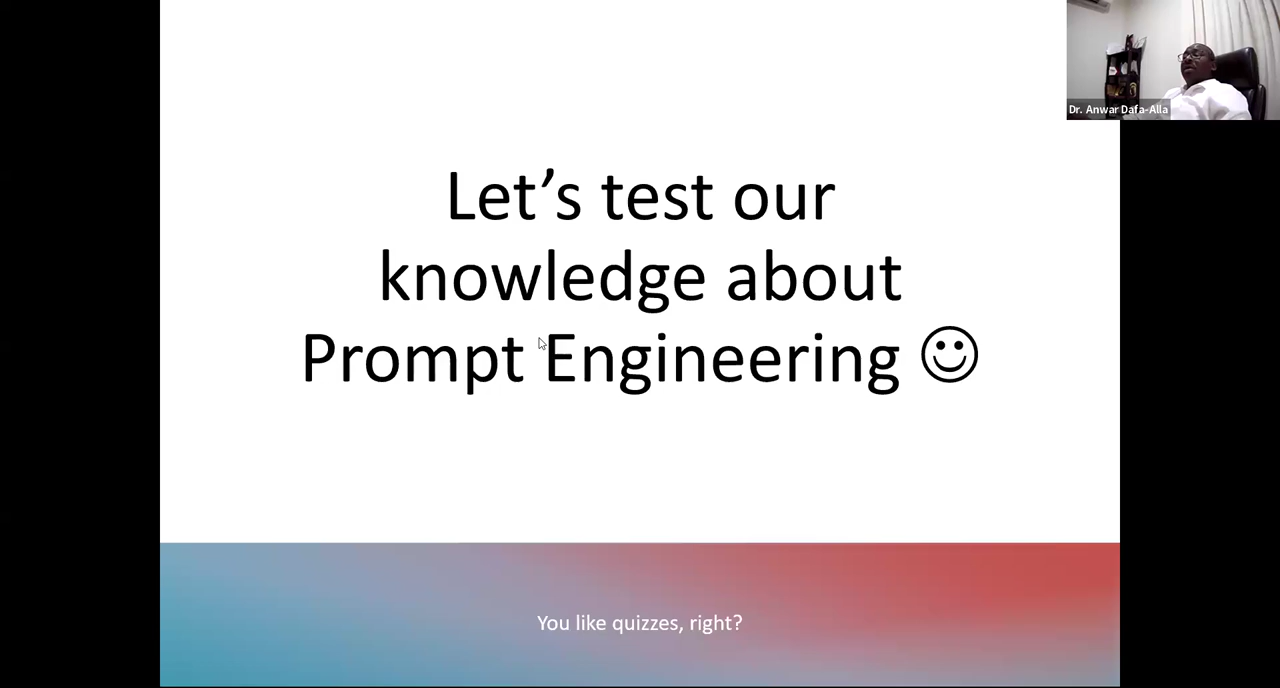 Dr. Anwar Dafa-Alla
Let’s test our
knowledge about
Prompt Engineering ☺
You like quizzes, right?